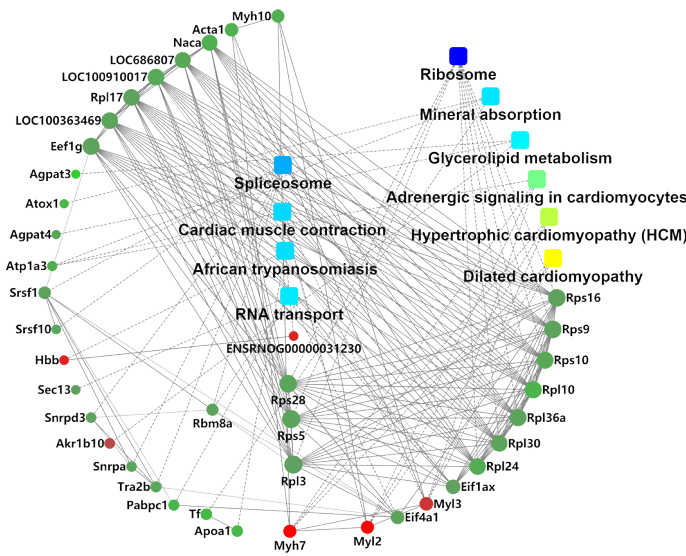 Myh10
Acta1
Naca
LOC686807
LOC100910017
Rpl17
LOC100363469
Eef1g
Agpat3
Atox1
Agpat4
Atp1a3
Srsf1
Srsf10
Hbb
Sec13
Snrpd3
Akr1b10
Snrpa
Tra2b
Pabpc1
Tf
Apoa1
Rbm8a
Ribosome
Mineral absorption
Glycerolipid metabolism
Adrenergic signaling in cardiomyocytes
Hypertrophic cardiomyopathy (HCM)
Dilated cardiomyopathy
Spliceosome
Cardiac muscle contraction
African trypanosomiasis
RNA transport
ENSRNOG00000031230
Rps28
Rps5
Rpl3
Rps16
Rps9
Rps10
Rpl10
Rpl36a
Rpl30
Rpl24
Eif1ax
Myl3
Eif4a1
Myl2
Myh7